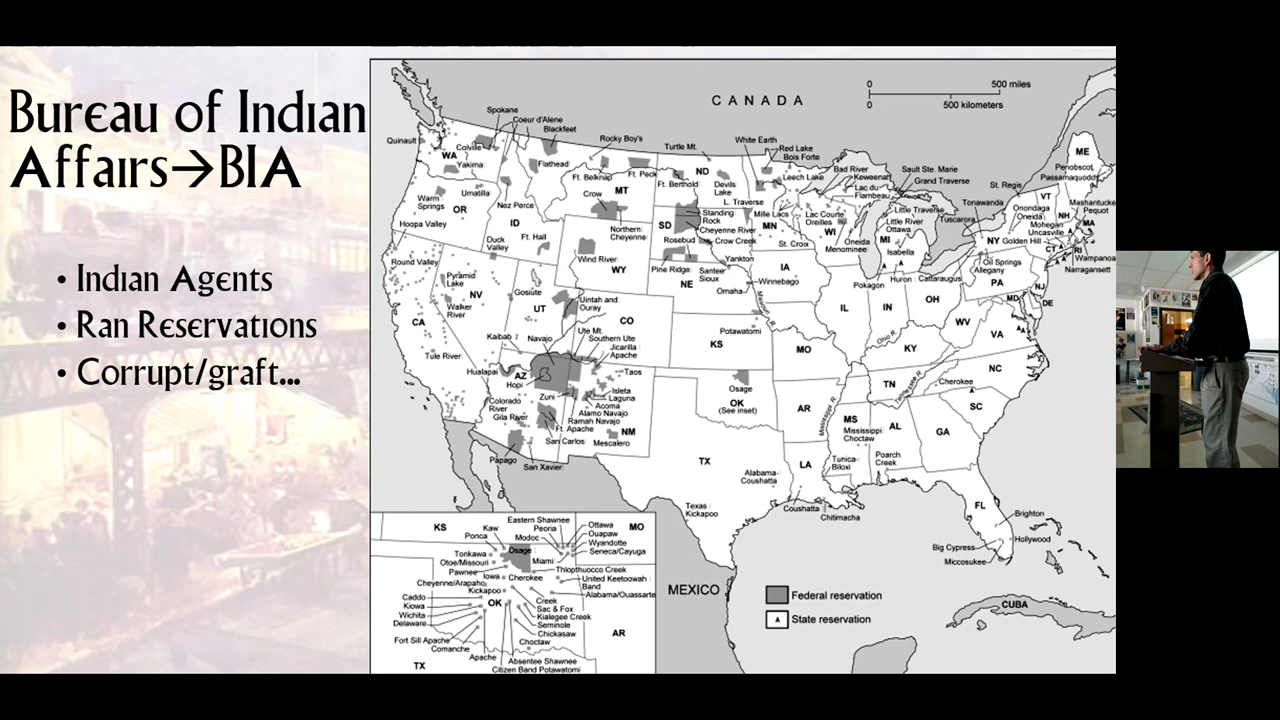 Bureau of Indian
Affairs→BIA
• Indian Agents
• Ran Reservations
• Corrupt/graft...
CANADA
0 500 miles
0 500 kilometers
Spokane
Coeur d'Alene
Blackfeet
Quinault
Colville
WA
Yakima
Flathead
Rocky Boy's
Turtle Mt.
White Earth
Red Lake
Bois Forte
Ft. Belknap
Ft. Peck
Ft. Berthold
ND
Devils
Lake
Leech Lake
Bad River
Keweenah
Lac du
Flambeau
Sault Ste. Marie
Grand Traverse
St. Regis
ME
Penobscot
Passamaquoddy
Warm
Springs
Umatilla
OR
Nez Perce
ID
Crow
MT
L. Traverse
Standing
Rock
Mille Lacs
Lac Courte
Oreilles
MN
WI
Little Traverse
Little River
Ottawa
Tuscarora
Tonawanda
Onondaga
Oneida
Mohegan
Uncasville
VT
NH
Mashantucket
Pequot
MA
Hoopa Valley
Duck
Valley
Ft. Hall
Northern
Cheyenne
SD
Cheyenne River
Rosebud
Crow Creek
St. Croix
Oneida
Menominee
MI
Isabella
NY
Golden Hill
CT
RI
Wampanoa
Narragansett
Round Valley
Pyramid
Lake
NV
Walker
River
Gosiute
UT
Wind River
WY
Pine Ridge
Santee
Sioux
Yankton
NE
Omaha
Winnebago
IA
Pokagon
Huron
Cattaraugus
Oil Springs
Allegany
PA
NJ
MD
DE
CA
Uintah and
Ouray
CO
Ute Mt.
Southern Ute
Jicarilla
Apache
Kaibab
Navajo
Potawatomi
KS
Missouri R.
MO
IL
IN
OH
Ohio R.
KY
WV
VA
Tule River
Hualapai
AZ
Hopi
Taos
Isleta
Laguna
Acoma
Alamo Navajo
Ramah Navajo
Zuni
Colorado
River
Gila River
Ft. Apache
San Carlos
NM
Mescalero
Papago
San Xavier
Osage
OK
(See inset)
AR
Mississippi R.
TN
Tennessee R.
Cherokee
NC
SC
MS
Mississippi
Choctaw
AL
GA
TX
LA
Tunica-
Biloxi
Poarch
Creek
Alabama-
Coushatta
Texas
Kickapoo
Coushatta
Chitimacha
FL
Brighton
Hollywood
Big Cypress
Miccosukee
MEXICO
CUBA
Federal reservation
State reservation
KS
Kaw
Ponca
Eastern Shawnee
Peoria
Modoc
Ottawa
Quapaw
Wyandotte
Seneca/Cayuga
MO
Tonkawa
Otoe/Missouri
Pawnee
Osage
Miami
Thlopthuocco Creek
United Keetoowah
Band
Alabama/Ouassarte
Iowa
Cherokee
Cheyenne/Arapaho
Kickapoo
Caddo
Kiowa
Wichita
Delaware
OK
Creek
Sac & Fox
Kialegee Creek
Seminole
Chickasaw
Choctaw
AR
Fort Sill Apache
Comanche
Apache
Absentee Shawnee
Citizen Band Potawatomi
TX